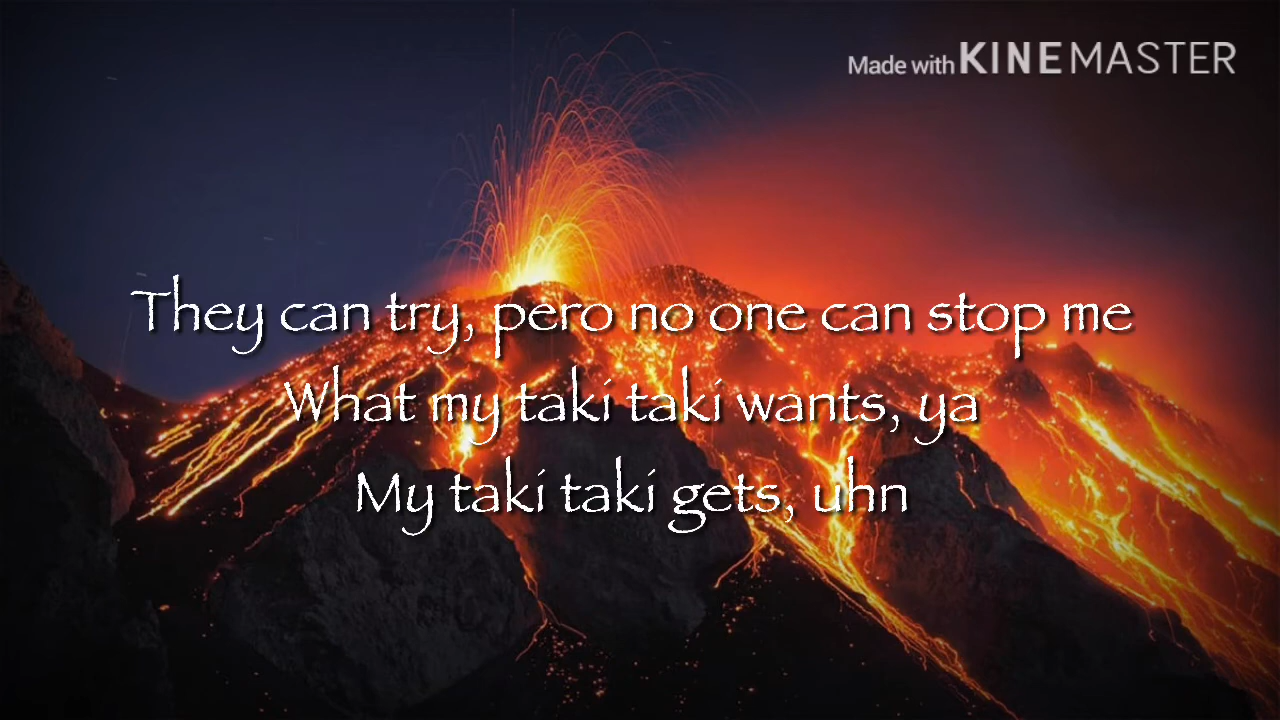 Made with KINEMASTER
They can try, pero no one can stop me
What my taki taki wants, ya
My taki taki gets, uhn